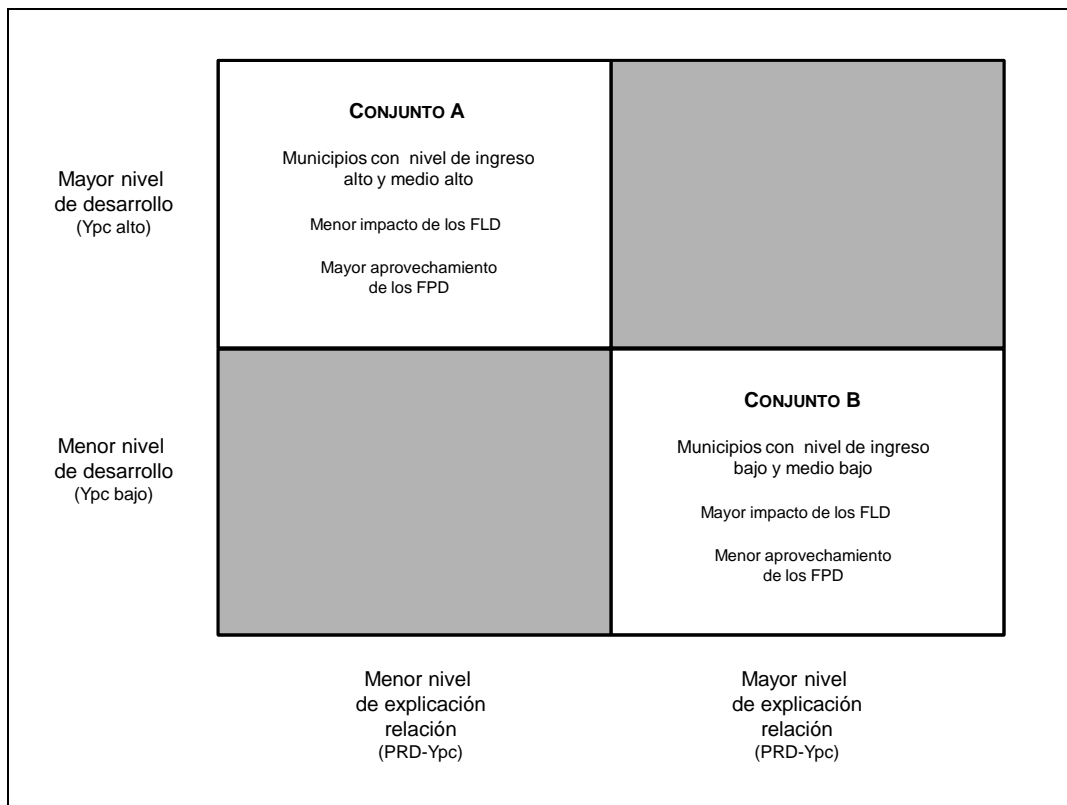 CONJUNTO A
Municipios con nivel de ingreso
alto y medio alto
Menor impacto de los FLD
Mayor aprovechamiento
de los FPD
Mayor nivel
de desarrollo
(Ypc alto)
CONJUNTO B
Municipios con nivel de ingreso
bajo y medio bajo
Mayor impacto de los FLD
Menor aprovechamiento
de los FPD
Menor nivel
de desarrollo
(Ypc bajo)
Menor nivel
de explicación
relación
(PRD-Ypc)
Mayor nivel
de explicación
relación
(PRD-Ypc)